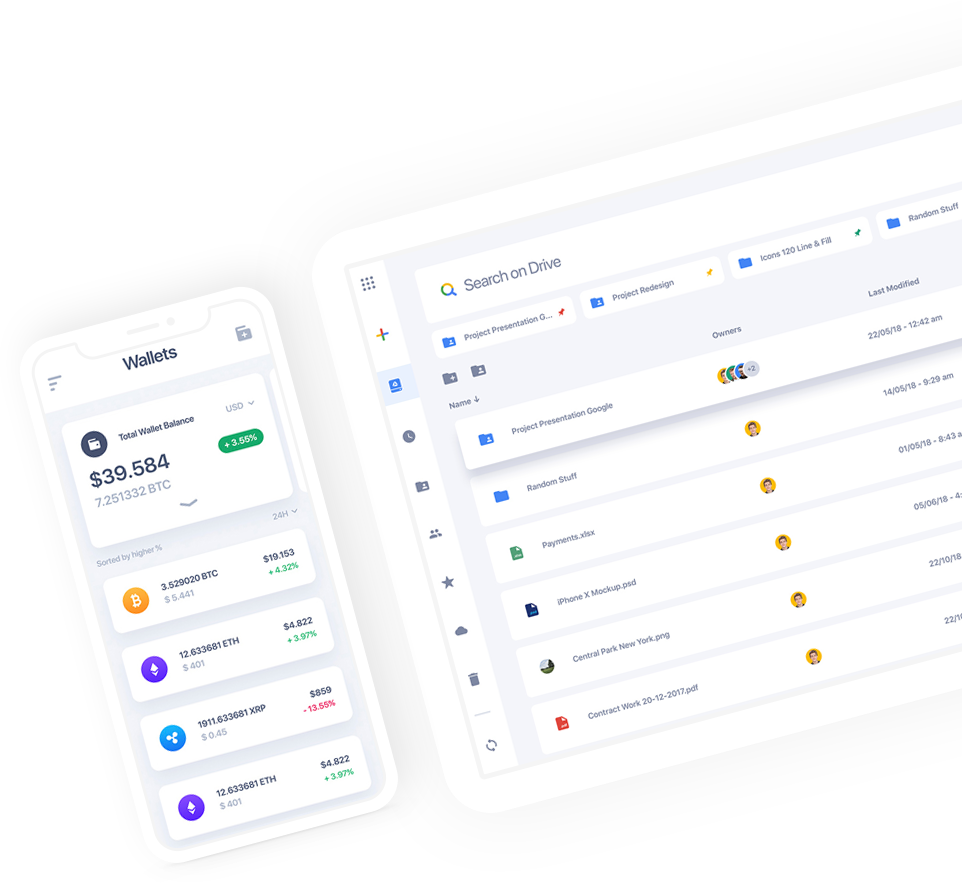 Wallets
Total Wallet Balance
USD
$39.584
+ 3.55%
7.251332 BTC
24H
Sorted by higher %
3.529020 BTC
$19.153
$ 5.441
+ 4.32%
12.633681 ETH
$4.822
$ 401
+ 3.97%
1911.633681 XRP
$859
$ 0.45
- 13.55%
12.633681 ETH
$4.822
$ 401
+ 3.97%
Search on Drive
Project Presentation G...
Project Redesign
Icons 120 Line & Fill
Random Stuff
Name
Owners
Last Modified
Project Presentation Google
+2
22/05/18 - 12:42 am
Random Stuff
14/05/18 - 9:29 am
Payments.xlsx
01/05/18 - 8:43 a
iPhone X Mockup.psd
05/06/18 - 4:
Central Park New York.png
22/10/18
Contract Work 20-12-2017.pdf
22/1